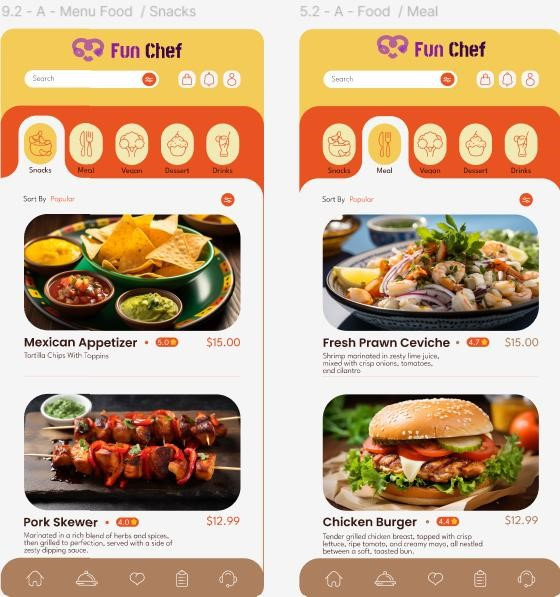 9.2 - A - Menu Food / Snacks
Fun Chef
Search
Snacks
Meal
Vegan
Dessert
Drinks
Sort By Popular
Mexican Appetizer • 5.0 $15.00
Tortilla Chips With Toppins
Pork Skewer • 4.0 $12.99
Marinated in a rich blend of herbs and spices,
then grilled to perfection, served with a side of
zesty dipping sauce.
5.2 - A - Food / Meal
Fun Chef
Search
Snacks
Meal
Vegan
Dessert
Drinks
Sort By Popular
Fresh Prawn Ceviche • 4.7 $15.00
Shrimp marinated in zesty lime juice,
mixed with crisp onions, tomatoes,
and cilantro
Chicken Burger • 4.4 $12.99
Tender grilled chicken breast, topped with crisp
lettuce, ripe tomato, and creamy mayo, all nestled
between a soft, toasted bun.